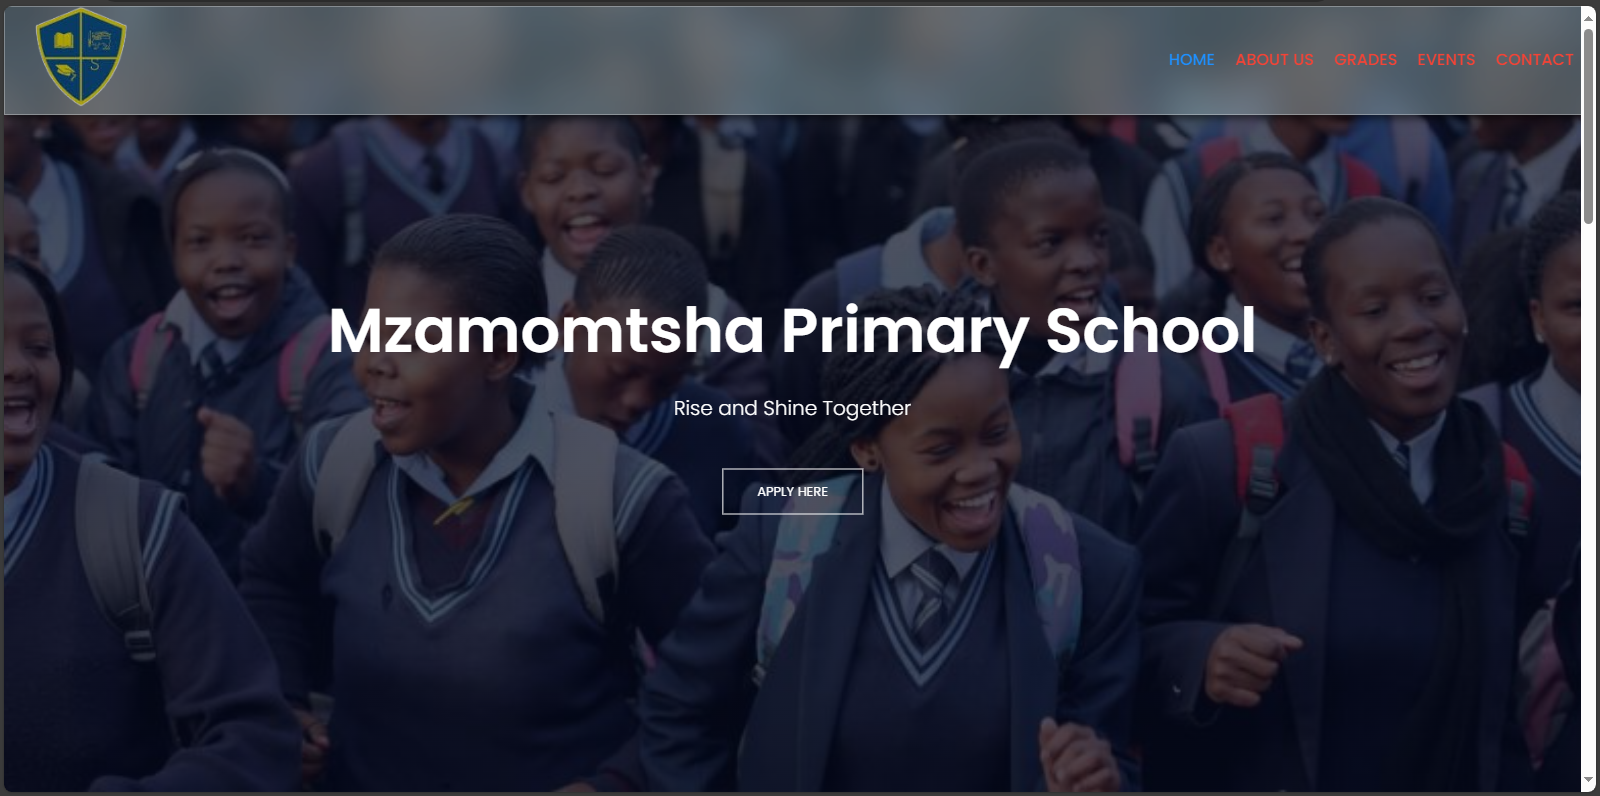 S
HOME ABOUT US GRADES EVENTS CONTACT
Mzamomtsha Primary School
Rise and Shine Together
APPLY HERE